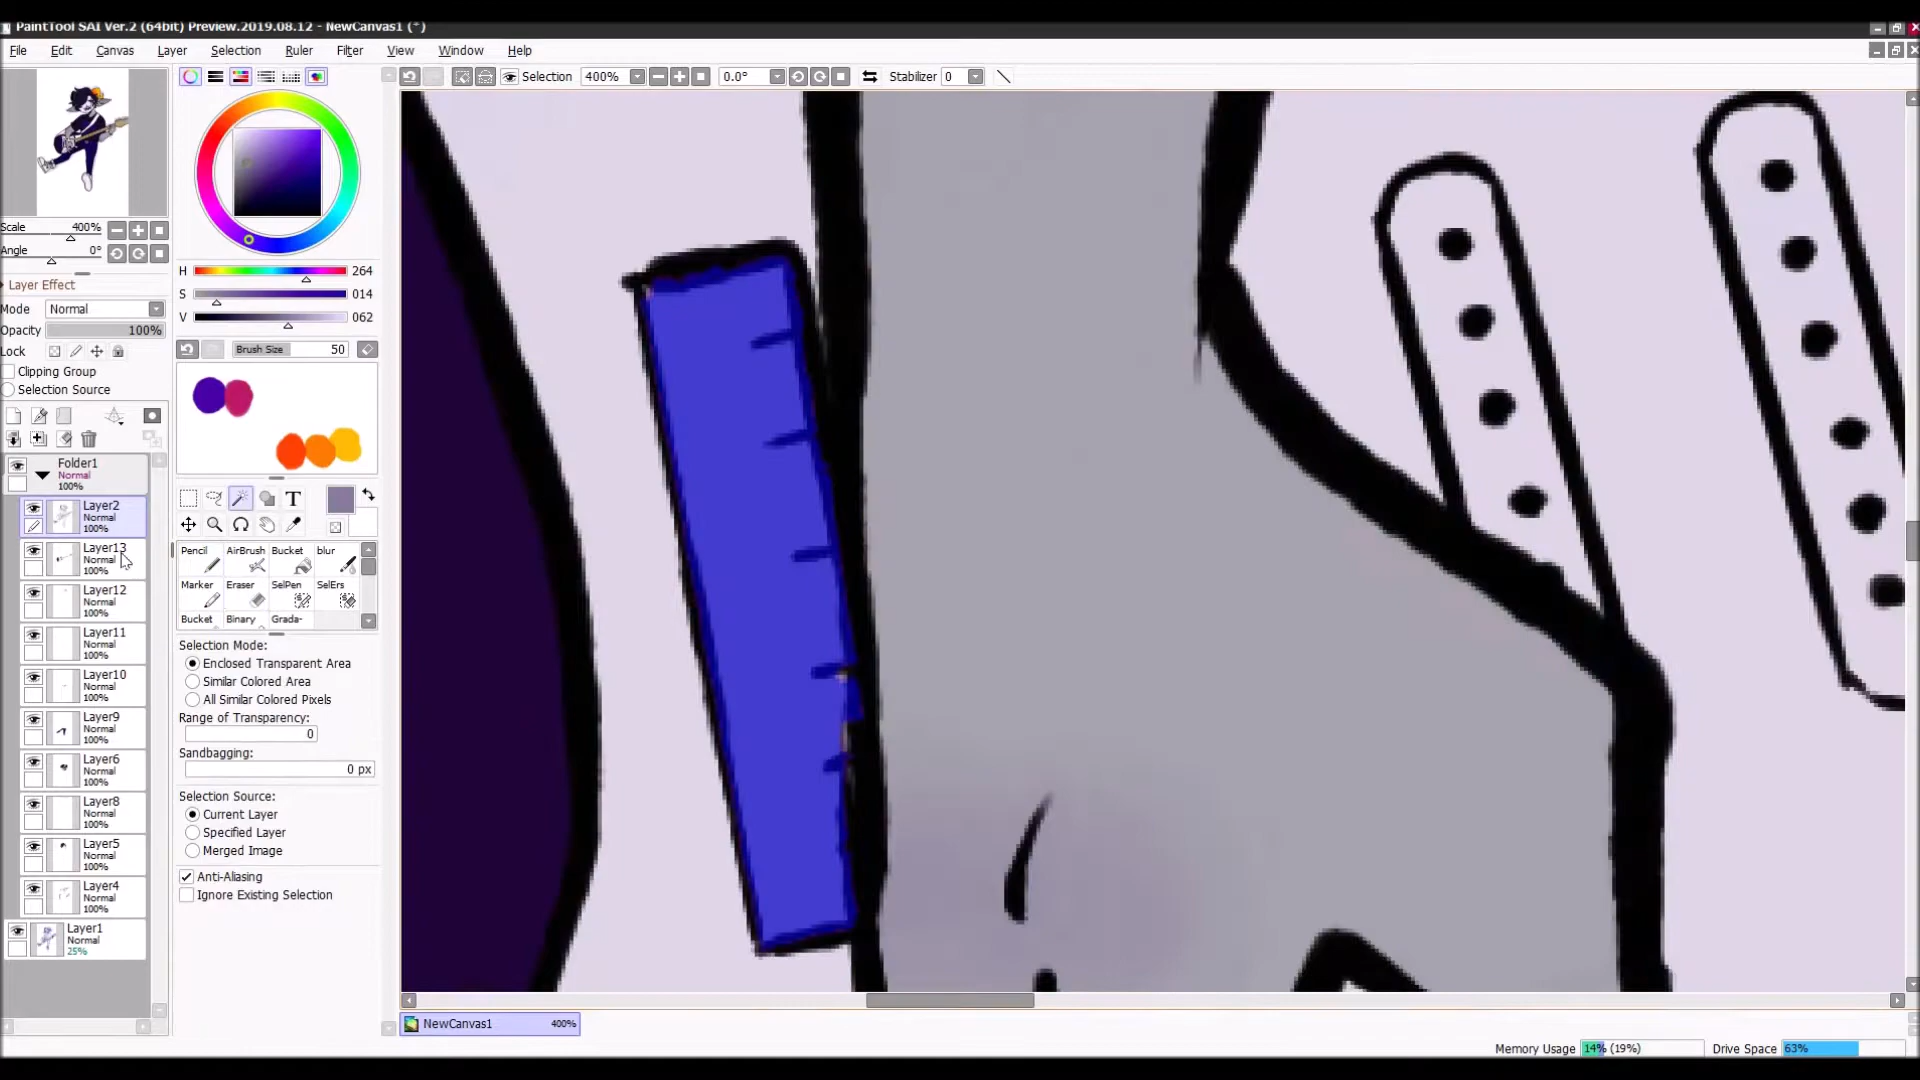 PaintTool SAI Ver.2 (64bit) Preview.2019.08.12 - NewCanvas1 (*)
File Edit Canvas Layer Selection Ruler Filter View Window Help
Selection 400% 0.0° Stabilizer 0
Scale 400%
Angle 0°
Layer Effect
Mode Normal
Opacity 100%
Lock
Clipping Group
Selection Source
Folder1
Normal
100%
Layer2
Normal
100%
Layer13
Normal
100%
Layer12
Normal
100%
Layer11
Normal
100%
Layer10
Normal
100%
Layer9
Normal
100%
Layer6
Normal
100%
Layer8
Normal
100%
Layer5
Normal
100%
Layer4
Normal
100%
Layer1
Normal
25%
H 264
S 014
V 062
Brush Size 50
T
Pencil AirBrush Bucket blur
Marker Eraser SelPen SelErs
Bucket Binary Grada-
Selection Mode:
Enclosed Transparent Area
Similar Colored Area
All Similar Colored Pixels
Range of Transparency:
0
Sandbagging:
0 px
Selection Source:
Current Layer
Specified Layer
Merged Image
Anti-Aliasing
Ignore Existing Selection
NewCanvas1 400%
Memory Usage 14% (19%) Drive Space 63%